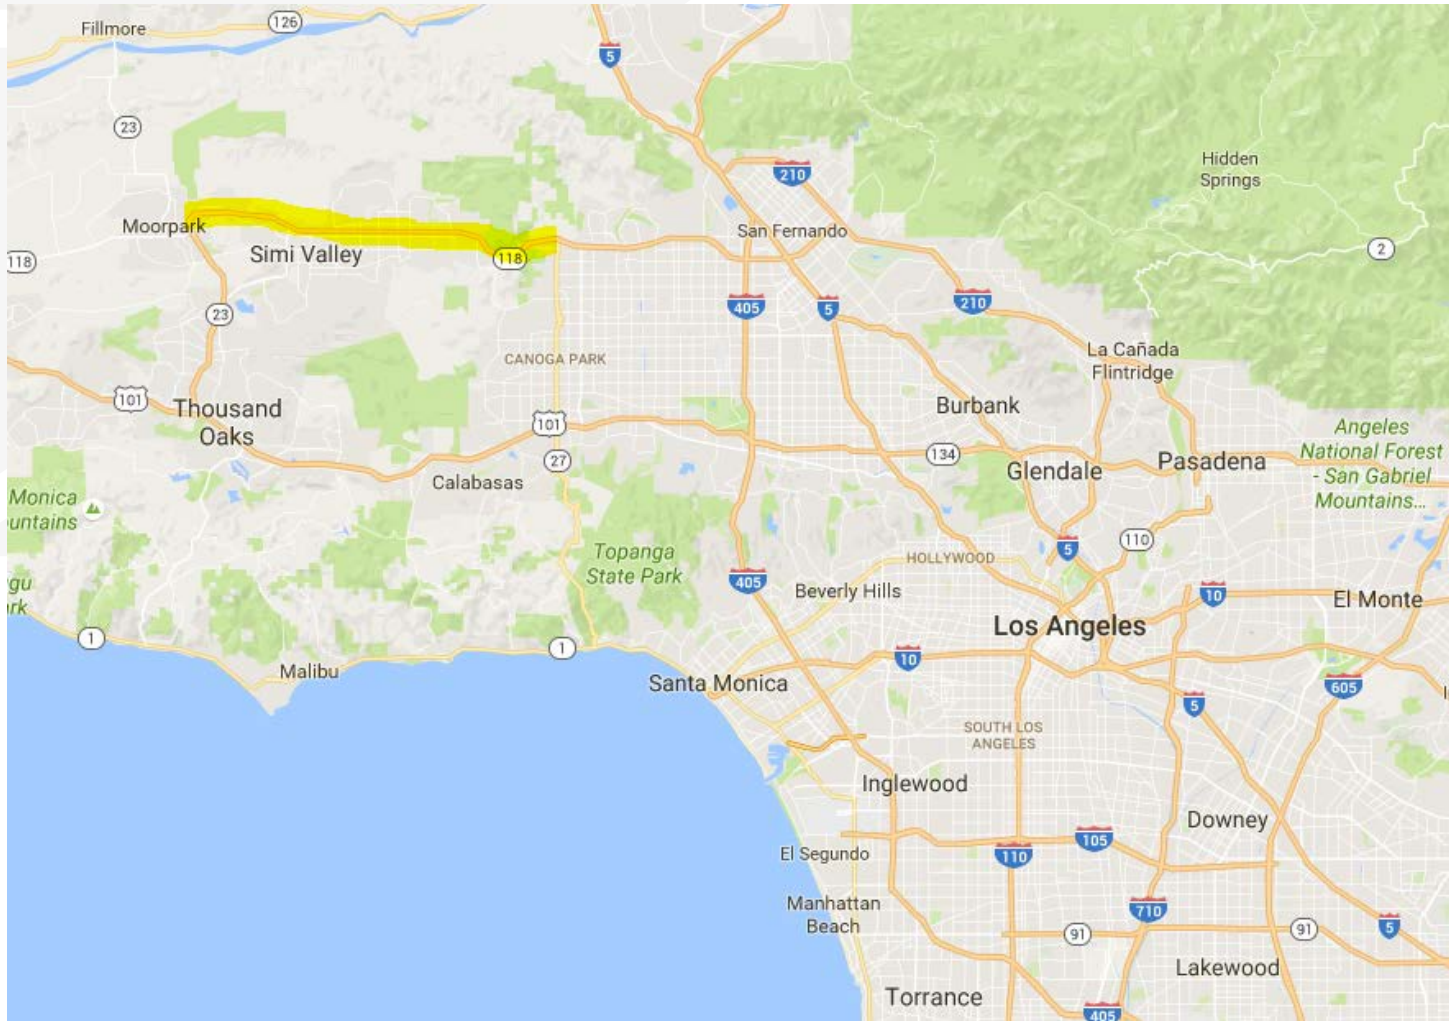 Fillmore
126
5
23
210
Hidden
Springs
Moorpark
San Fernando
118
Simi Valley
118
2
23
405
5
210
CANOGA PARK
La Cañada
Flintridge
101
Thousand
Oaks
101
Burbank
Angeles
National Forest
- San Gabriel
Mountains...
134
27
Glendale
Pasadena
Calabasas
Monica
ountains
110
5
HOLLYWOOD
Topanga
State Park
405
gu
rk
Beverly Hills
10
El Monte
Los Angeles
1
1
Malibu
10
Santa Monica
605
5
SOUTH LOS
ANGELES
Inglewood
Downey
105
El Segundo
110
Manhattan
Beach
710
91
91
5
Lakewood
Torrance
405